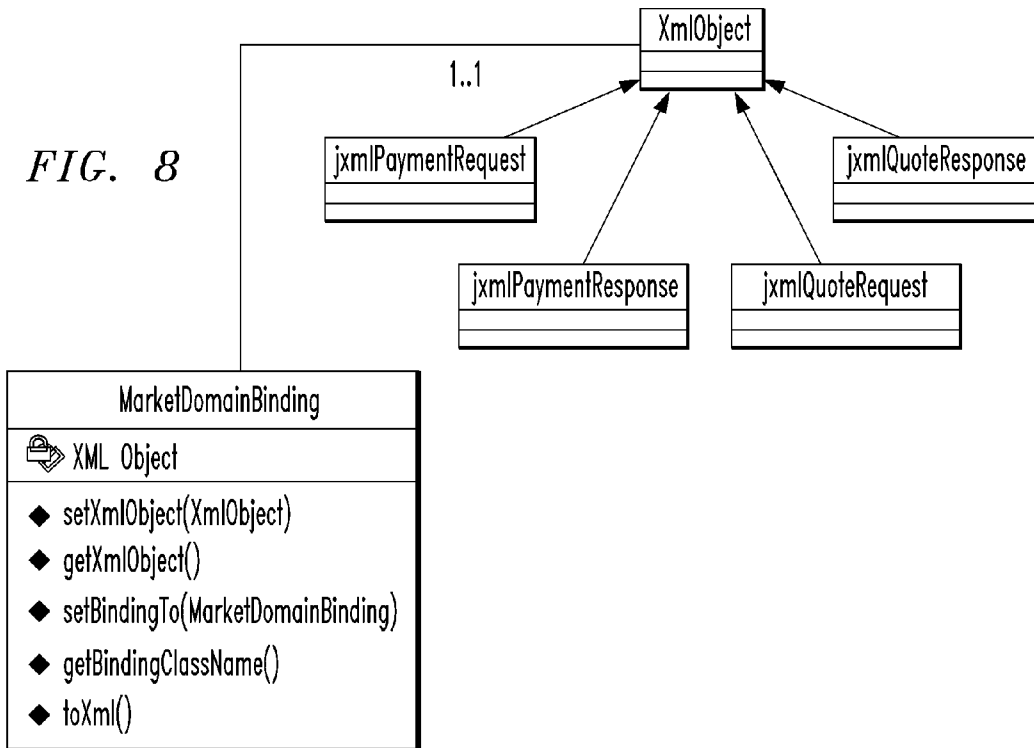 XmlObject
1..1
FIG. 8
jxmlPaymentRequest
jxmlQuoteResponse
jxmlPaymentResponse
jxmlQuoteRequest
MarketDomainBinding
XML Object
setXmlObject(XmlObject)
getXmlObject()
setBindingTo(MarketDomainBinding)
getBindingClassName()
toXml()